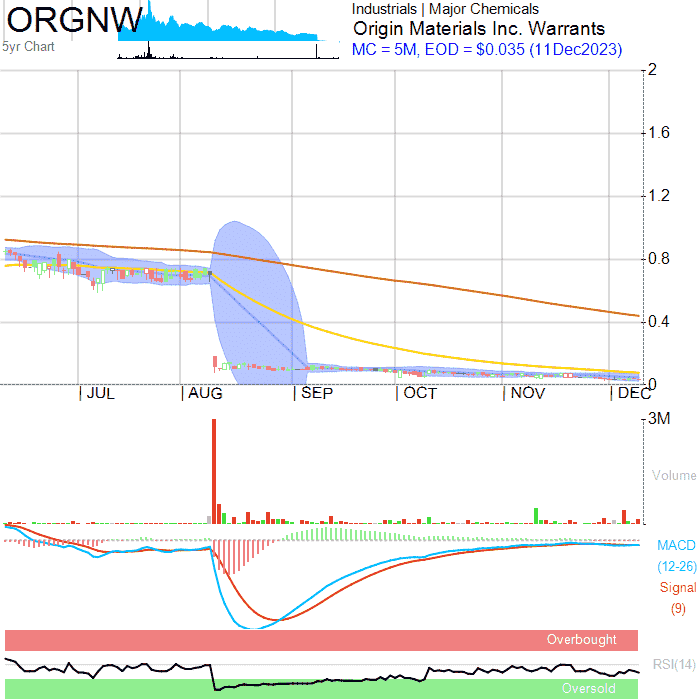 ORGNW
5yr Chart
Industrials | Major Chemicals
Origin Materials Inc. Warrants
MC = 5M, EOD = $0.035 (11Dec2023)
2
1.6
1.2
0.8
0.4
0
JUL
AUG
SEP
OCT
NOV
DEC
3M
Volume
MACD
(12-26)
Signal
(9)
Overbought
RSI(14)
Oversold